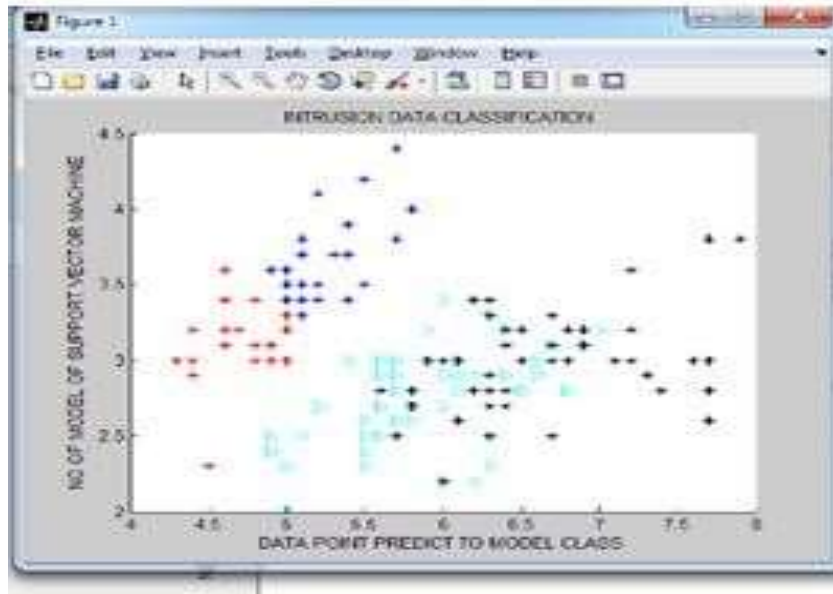 Figure 1
File Edit View Insert Tools Desktop Window Help
INTRUSION DATA CLASSIFICATION
NO OF MODEL OF SUPPORT VECTOR MACHINE
4.5
4
3.5
3
2.5
2
4 4.5 5 5.5 6 6.5 7 7.5 8
DATA POINT PREDICT TO MODEL CLASS